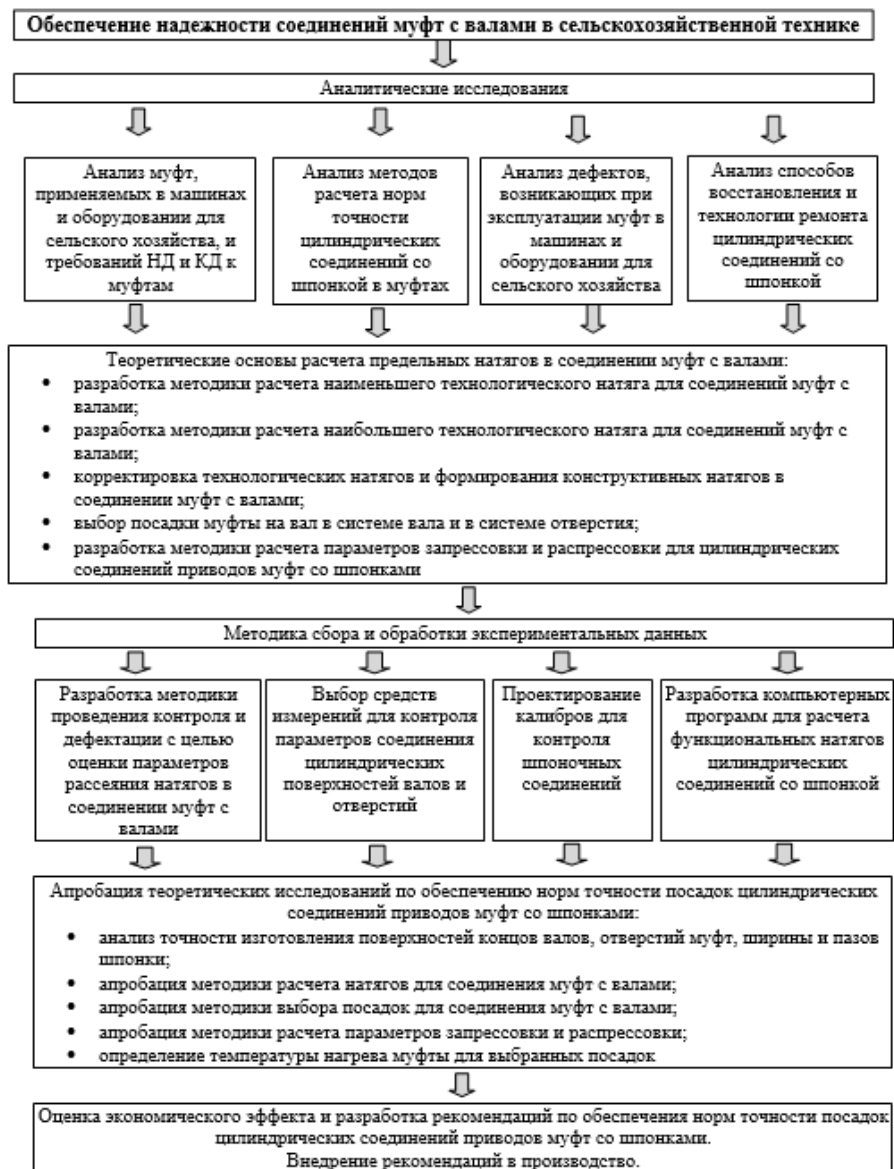 Обеспечение надежности соединений муфт с валами в сельскохозяйственной технике
Аналитические исследования
Анализ муфт,
применяемых в машинах
и оборудовании для
сельского хозяйства, и
требований НД и КД к
муфтам
Анализ методов
расчета норм
точности
цилиндрических
соединений со
шпонкой в муфтах
Анализ дефектов,
возникающих при
эксплуатации муфт в
машинах и
оборудовании для
сельского хозяйства
Анализ способов
восстановления и
технологии ремонта
цилиндрических
соединений со
шпонкой
Теоретические основы расчета предельных натягов в соединении муфт с валами:
• разработка методики расчета наименьшего технологического натяга для соединений муфт с
валами;
• разработка методики расчета наибольшего технологического натяга для соединений муфт с
валами;
• корректировка технологических натягов и формирования конструктивных натягов в
соединении муфт с валами;
• выбор посадки муфты на вал в системе вала и в системе отверстия;
• разработка методики расчета параметров запрессовки и распрессовки для цилиндрических
соединений приводов муфт со шпонками
Методика сбора и обработки экспериментальных данных
Разработка методики
проведения контроля и
дефектации с целью
оценки параметров
рассеяния натягов в
соединении муфт с
валами
Выбор средств
измерений для контроля
параметров соединения
цилиндрических
поверхностей валов и
отверстий
Проектирование
калибров для
контроля
шпоночных
соединений
Разработка компьютерных
программ для расчета
функциональных натягов
цилиндрических
соединений со шпонкой
Апробация теоретических исследований по обеспечению норм точности посадок цилиндрических
соединений приводов муфт со шпонками:
• анализ точности изготовления поверхностей концов валов, отверстий муфт, ширины и пазов
шпонки;
• апробация методики расчета натягов для соединения муфт с валами;
• апробация методики выбора посадок для соединения муфт с валами;
• апробация методики расчета параметров запрессовки и распрессовки;
• определение температуры нагрева муфты для выбранных посадок
Оценка экономического эффекта и разработка рекомендаций по обеспечения норм точности посадок
цилиндрических соединений приводов муфт со шпонками.
Внедрение рекомендаций в производство.